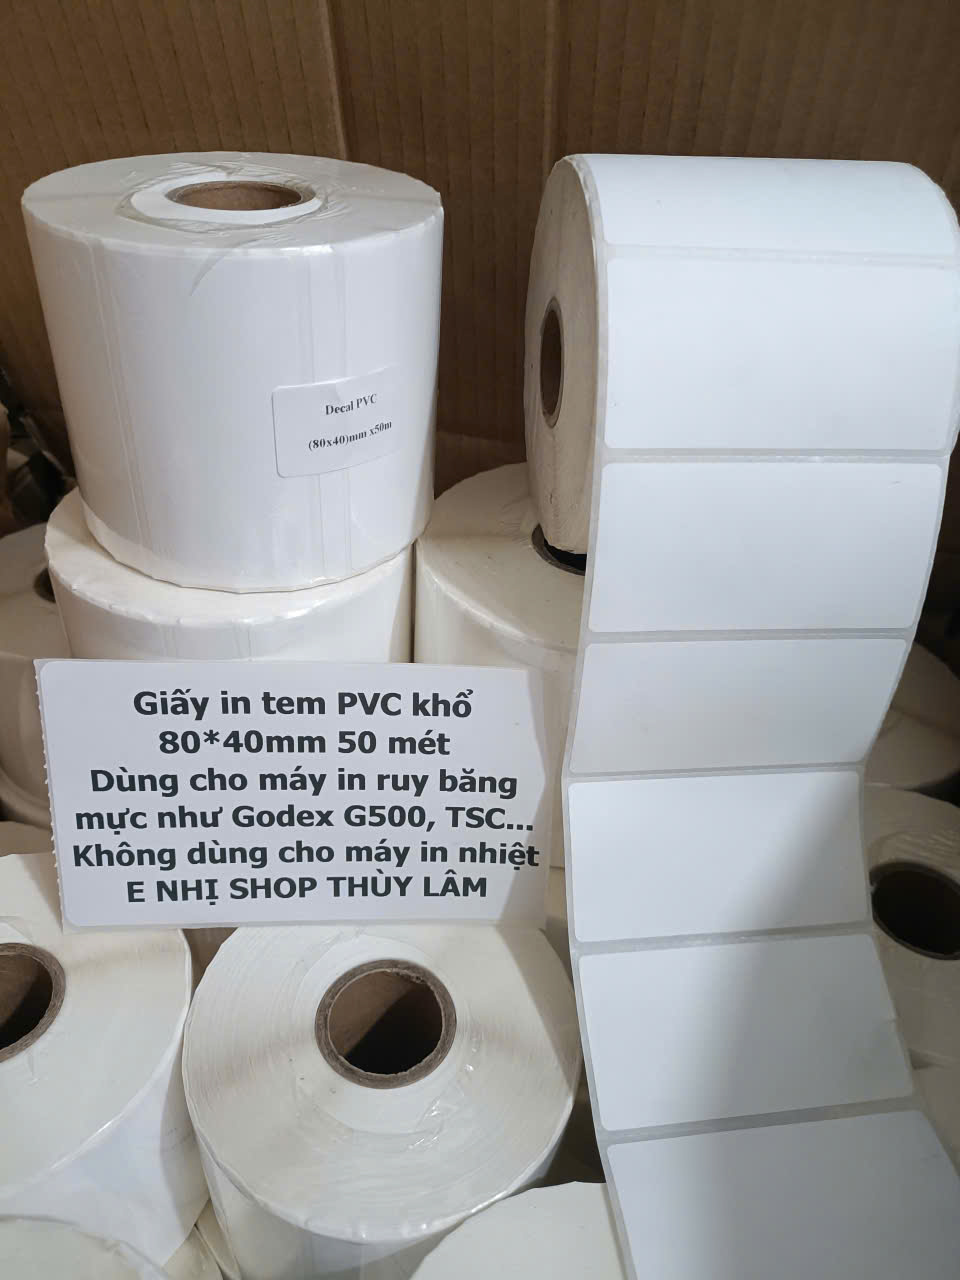 Decal PVC
(80x40)mm x50m
Giấy in tem PVC khổ
80*40mm 50 mét
Dùng cho máy in ruy băng
mực như Godex G500, TSC...
Không dùng cho máy in nhiệt
E NHỊ SHOP THÙY LÂM